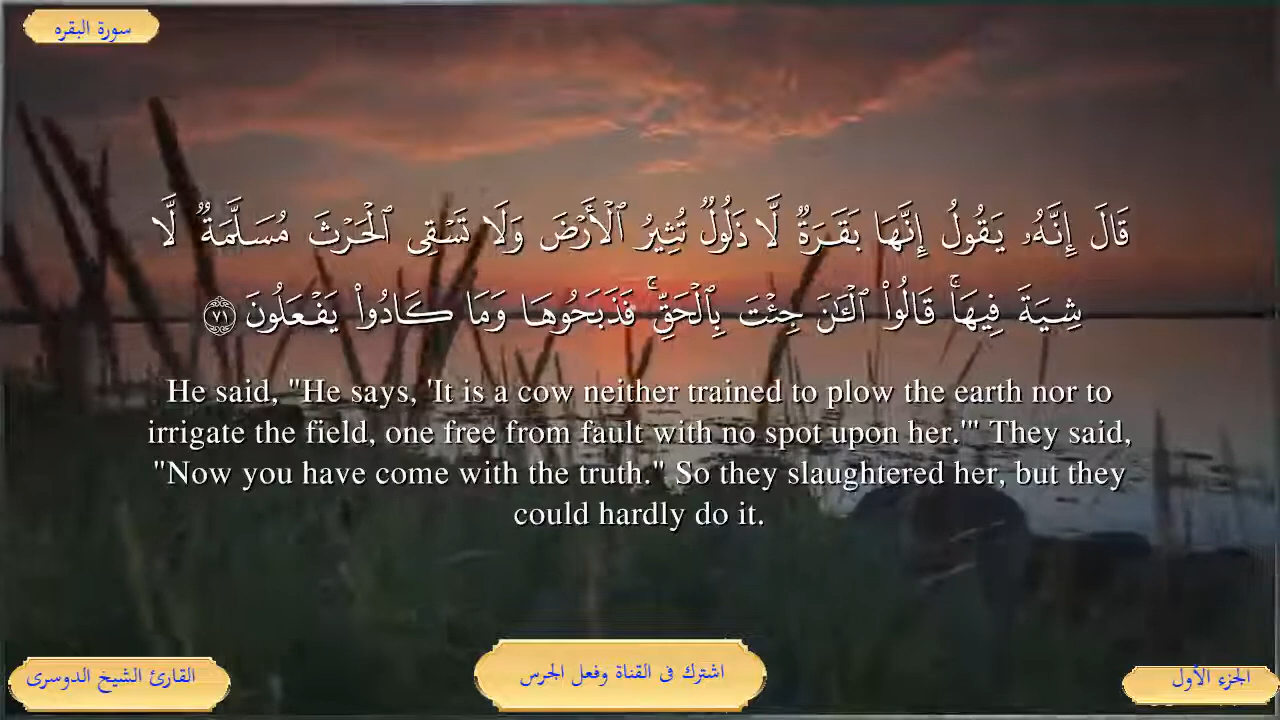 سورة البقره
قَالَ إِنَّهُۥ يَقُولُ إِنَّهَا بَقَرَةٌ لَّا ذَلُولٌ تُثِيرُ ٱلْأَرْضَ وَلَا تَسْقِى ٱلْحَرْثَ مُسَلَّمَةٌ لَّا
شِيَةَ فِيهَا ۚ قَالُوا۟ ٱلْـَٰٔنَ جِئْتَ بِٱلْحَقِّ ۚ فَذَبَحُوهَا وَمَا كَادُوا۟ يَفْعَلُونَ ٧١
He said, "He says, 'It is a cow neither trained to plow the earth nor to
irrigate the field, one free from fault with no spot upon her.'" They said,
"Now you have come with the truth." So they slaughtered her, but they
could hardly do it.
القارئ الشيخ الدوسرى
اشترك فى القناة وفعل الجرس
الجزء الأول